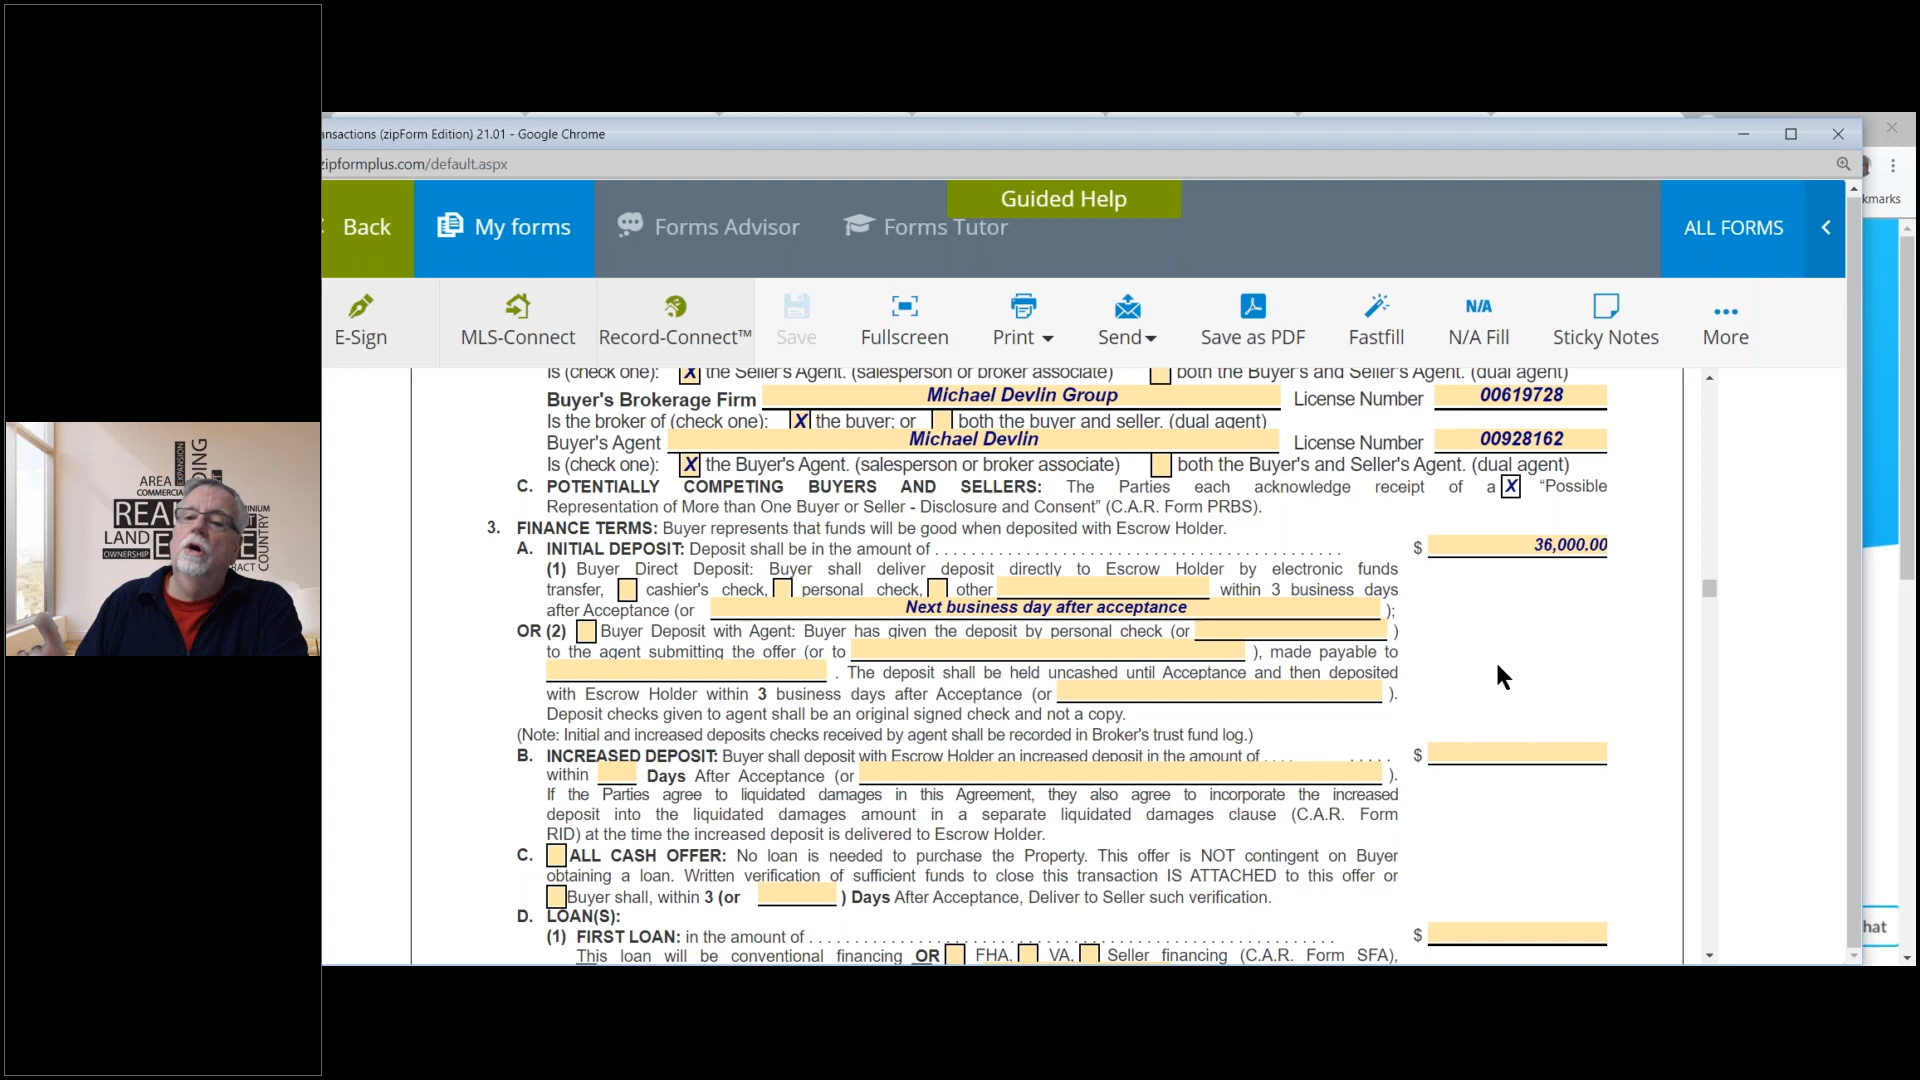 ansactions (zipForm Edition) 21.01 - Google Chrome
zipformplus.com/default.aspx
kmarks
Guided Help
Back
My forms
Forms Advisor
Forms Tutor
ALL FORMS
E-Sign
MLS-Connect
Record-Connect™
Save
Fullscreen
Print
Send
Save as PDF
N/A
Fastfill
N/A Fill
Sticky Notes
More
Is (check one): X the Seller's Agent. (salesperson or broker associate) both the Buyer's and Seller's Agent. (dual agent)
Buyer's Brokerage Firm Michael Devlin Group License Number 00619728
Is the broker of (check one): X the buyer; or both the buyer and seller. (dual agent)
Buyer's Agent Michael Devlin License Number 00928162
Is (check one): X the Buyer's Agent. (salesperson or broker associate) both the Buyer's and Seller's Agent. (dual agent)
C. POTENTIALLY COMPETING BUYERS AND SELLERS: The Parties each acknowledge receipt of a X “Possible
Representation of More than One Buyer or Seller - Disclosure and Consent” (C.A.R. Form PRBS).
3. FINANCE TERMS: Buyer represents that funds will be good when deposited with Escrow Holder.
A. INITIAL DEPOSIT: Deposit shall be in the amount of . . . . . . . . . . . . . . . . . . . . $ 36,000.00
(1) Buyer Direct Deposit: Buyer shall deliver deposit directly to Escrow Holder by electronic funds
transfer, cashier's check, personal check, other within 3 business days
after Acceptance (or Next business day after acceptance );
OR (2) Buyer Deposit with Agent: Buyer has given the deposit by personal check (or )
to the agent submitting the offer (or to ), made payable to
. The deposit shall be held uncashed until Acceptance and then deposited
with Escrow Holder within 3 business days after Acceptance (or ).
Deposit checks given to agent shall be an original signed check and not a copy.
(Note: Initial and increased deposits checks received by agent shall be recorded in Broker's trust fund log.)
B. INCREASED DEPOSIT: Buyer shall deposit with Escrow Holder an increased deposit in the amount of . . . . . . . . . $
within Days After Acceptance (or ).
If the Parties agree to liquidated damages in this Agreement, they also agree to incorporate the increased
deposit into the liquidated damages amount in a separate liquidated damages clause (C.A.R. Form
RID) at the time the increased deposit is delivered to Escrow Holder.
C. ALL CASH OFFER: No loan is needed to purchase the Property. This offer is NOT contingent on Buyer
obtaining a loan. Written verification of sufficient funds to close this transaction IS ATTACHED to this offer or
Buyer shall, within 3 (or ) Days After Acceptance, Deliver to Seller such verification.
D. LOAN(S):
(1) FIRST LOAN: in the amount of . . . . . . . . . . . . . . . . . . . . $
This loan will be conventional financing OR FHA, VA, Seller financing (C.A.R. Form SFA),
hat
AREA
EXPANSION
COMMERCIA
REA
LAND
OWNERSHIP
COUNTRY